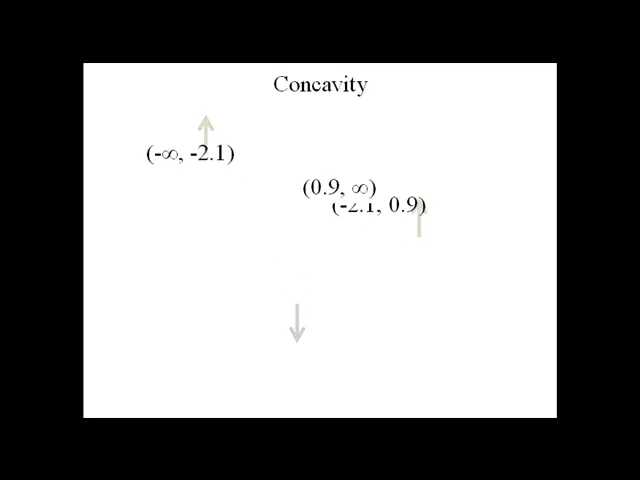 Concavity
(-∞, -2.1)
(0.9, ∞)
(-2.1, 0.9)